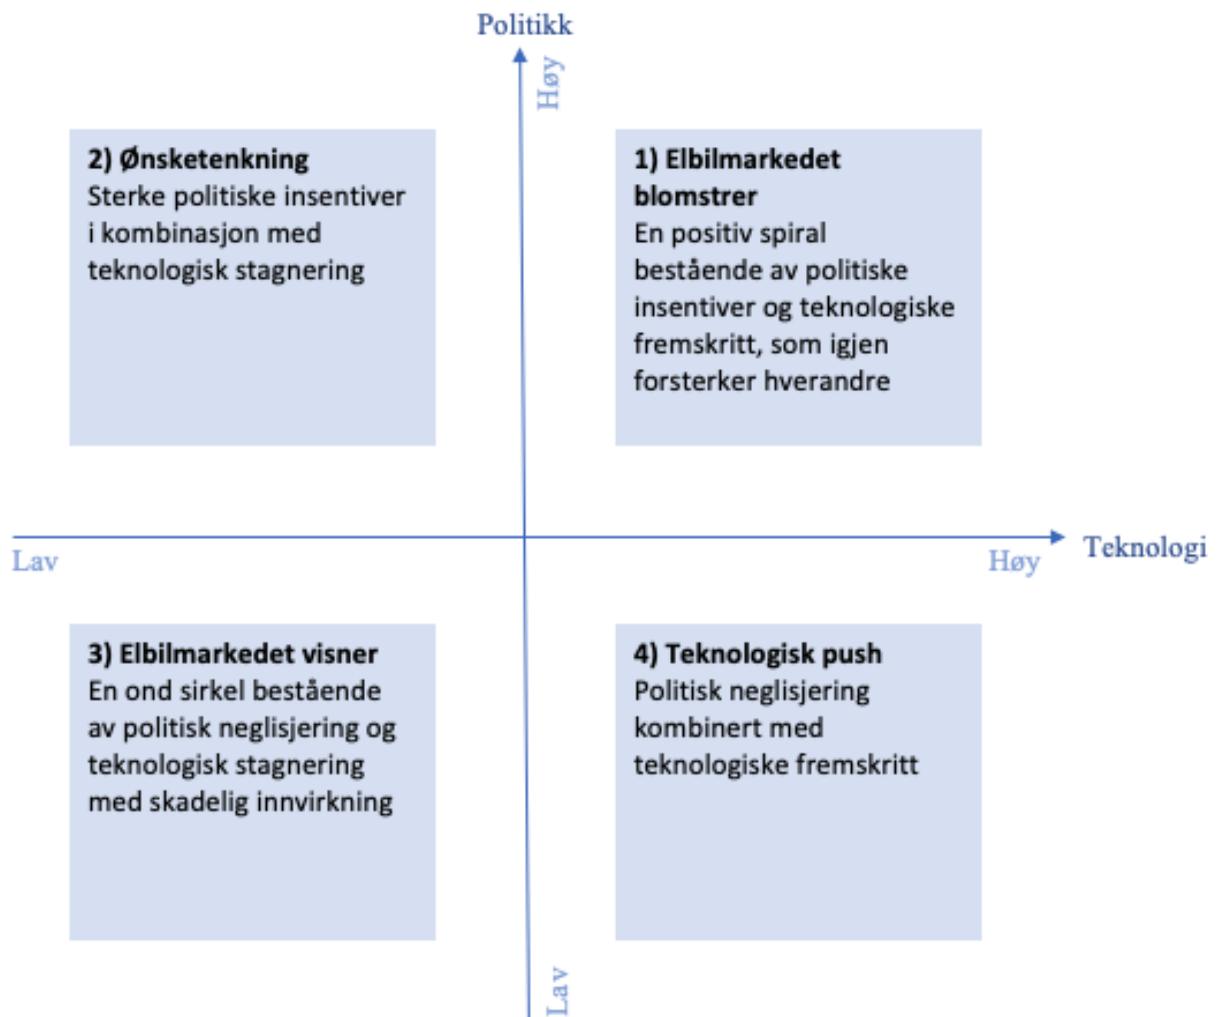 Politikk
Høy
2) Ønsketenkning
Sterke politiske insentiver
i kombinasjon med
teknologisk stagnering
1) Elbilmarkedet
blomstrer
En positiv spiral
bestående av politiske
insentiver og teknologiske
fremskritt, som igjen
forsterker hverandre
Lav
Høy
Teknologi
3) Elbilmarkedet visner
En ond sirkel bestående
av politisk neglisjering og
teknologisk stagnering
med skadelig innvirkning
4) Teknologisk push
Politisk neglisjering
kombinert med
teknologiske fremskritt
Lav